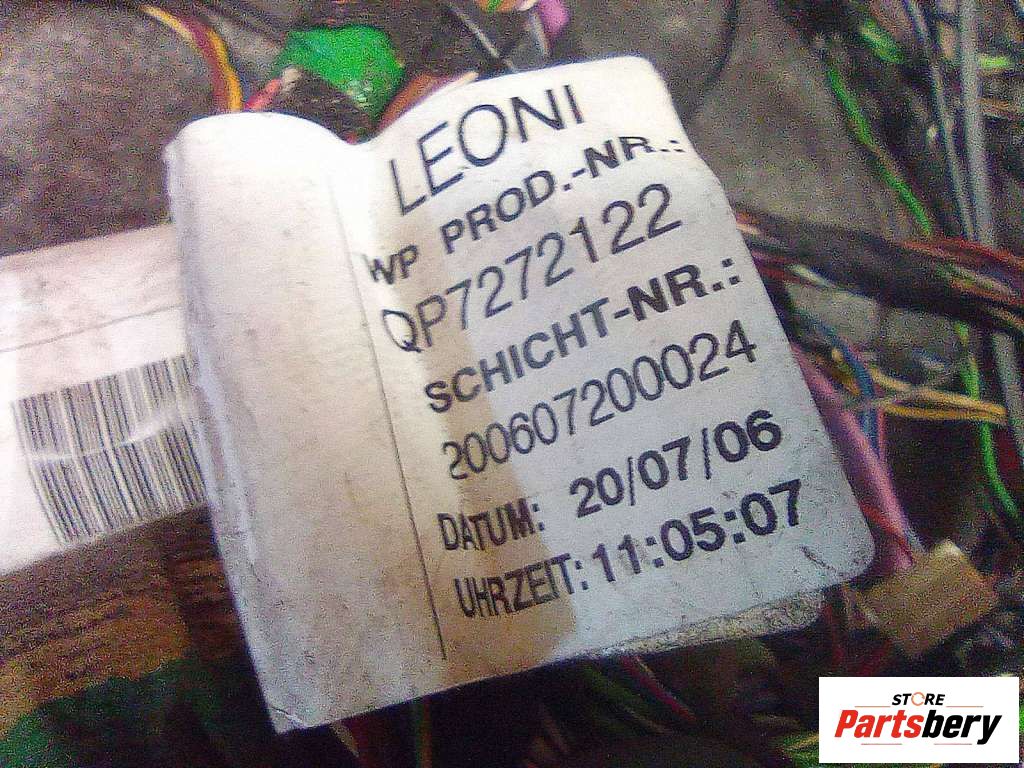 LEONI
WP PROD.-NR.:
QP7272122
SCHICHT-NR.:
200607200024
DATUM: 20/07/06
UHRZEIT: 11:05:07
STORE
Partsbery